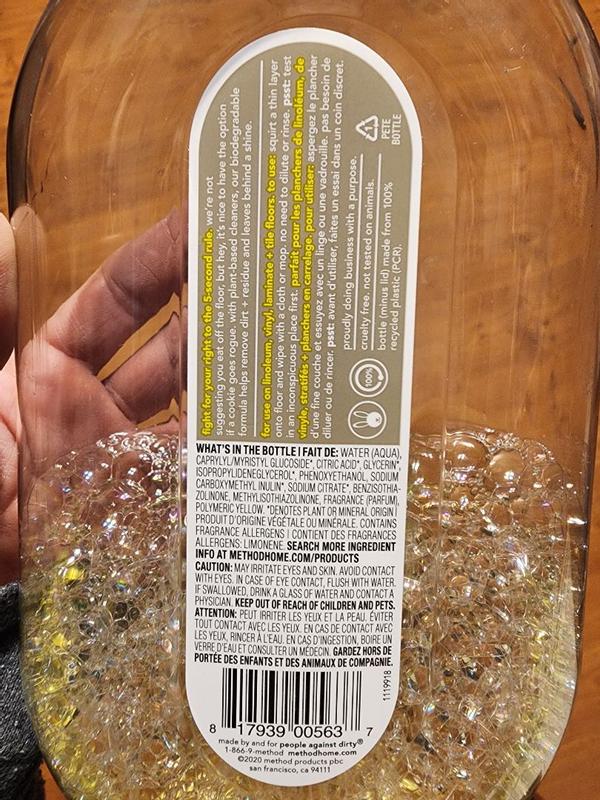 fight for your right to the 5-second rule. we're not
suggesting you eat off the floor, but hey, it's nice to have the option
if a cookie goes rogue. with plant-based cleaners, our biodegradable
formula helps remove dirt + residue and leaves behind a shine.
for use on linoleum, vinyl, laminate + tile floors. to use: squirt a thin layer
onto floor and wipe with a cloth or mop. no need to dilute or rinse. psst: test
in an inconspicuous place first. parfait pour les planchers de linoléum, de
vinyle, stratifés + planchers en carrelage. pour utiliser: aspergez le plancher
d'une fine couche et essuyez avec un linge ou une vadrouille. pas besoin de
diluer ou de rincer. psst: avant d'utiliser, faites un essai dans un coin discret.
proudly doing business with a purpose.
cruelty free. not tested on animals.
100%
bottle (minus lid) made from 100%
recycled plastic (PCR).
1
PETE
BOTTLE
WHAT'S IN THE BOTTLE | FAIT DE: WATER (AQUA),
CAPRYLYL/MYRISTYL GLUCOSIDE*, CITRIC ACID*, GLYCERIN*,
ISOPROPYLIDENEGLYCEROL*, PHENOXYETHANOL, SODIUM
CARBOXYMETHYL INULIN*, SODIUM CITRATE*, BENZISOTHIA-
ZOLINONE, METHYLISOTHIAZOLINONE, FRAGRANCE (PARFUM),
POLYMERIC YELLOW. *DENOTES PLANT OR MINERAL ORIGIN |
PRODUIT D'ORIGINE VÉGÉTALE OU MINÉRALE. CONTAINS
FRAGRANCE ALLERGENS | CONTIENT DES FRAGRANCES
ALLERGENS: LIMONENE. SEARCH MORE INGREDIENT
INFO AT METHODHOME.COM/PRODUCTS
CAUTION: MAY IRRITATE EYES AND SKIN. AVOID CONTACT
WITH EYES. IN CASE OF EYE CONTACT, FLUSH WITH WATER.
IF SWALLOWED, DRINK A GLASS OF WATER AND CONTACT A
PHYSICIAN. KEEP OUT OF REACH OF CHILDREN AND PETS.
ATTENTION: PEUT IRRITER LES YEUX ET LA PEAU. ÉVITER
TOUT CONTACT AVEC LES YEUX. EN CAS DE CONTACT AVEC
LES YEUX, RINCER À L'EAU. EN CAS D'INGESTION, BOIRE UN
VERRE D'EAU ET CONSULTER UN MÉDECIN. GARDEZ HORS DE
PORTÉE DES ENFANTS ET DES ANIMAUX DE COMPAGNIE.
1119918
8 17939 00563 7
made by and for people against dirty®
1-866-9-method methodhome.com
©2020 method products pbc
san francisco, ca 94111